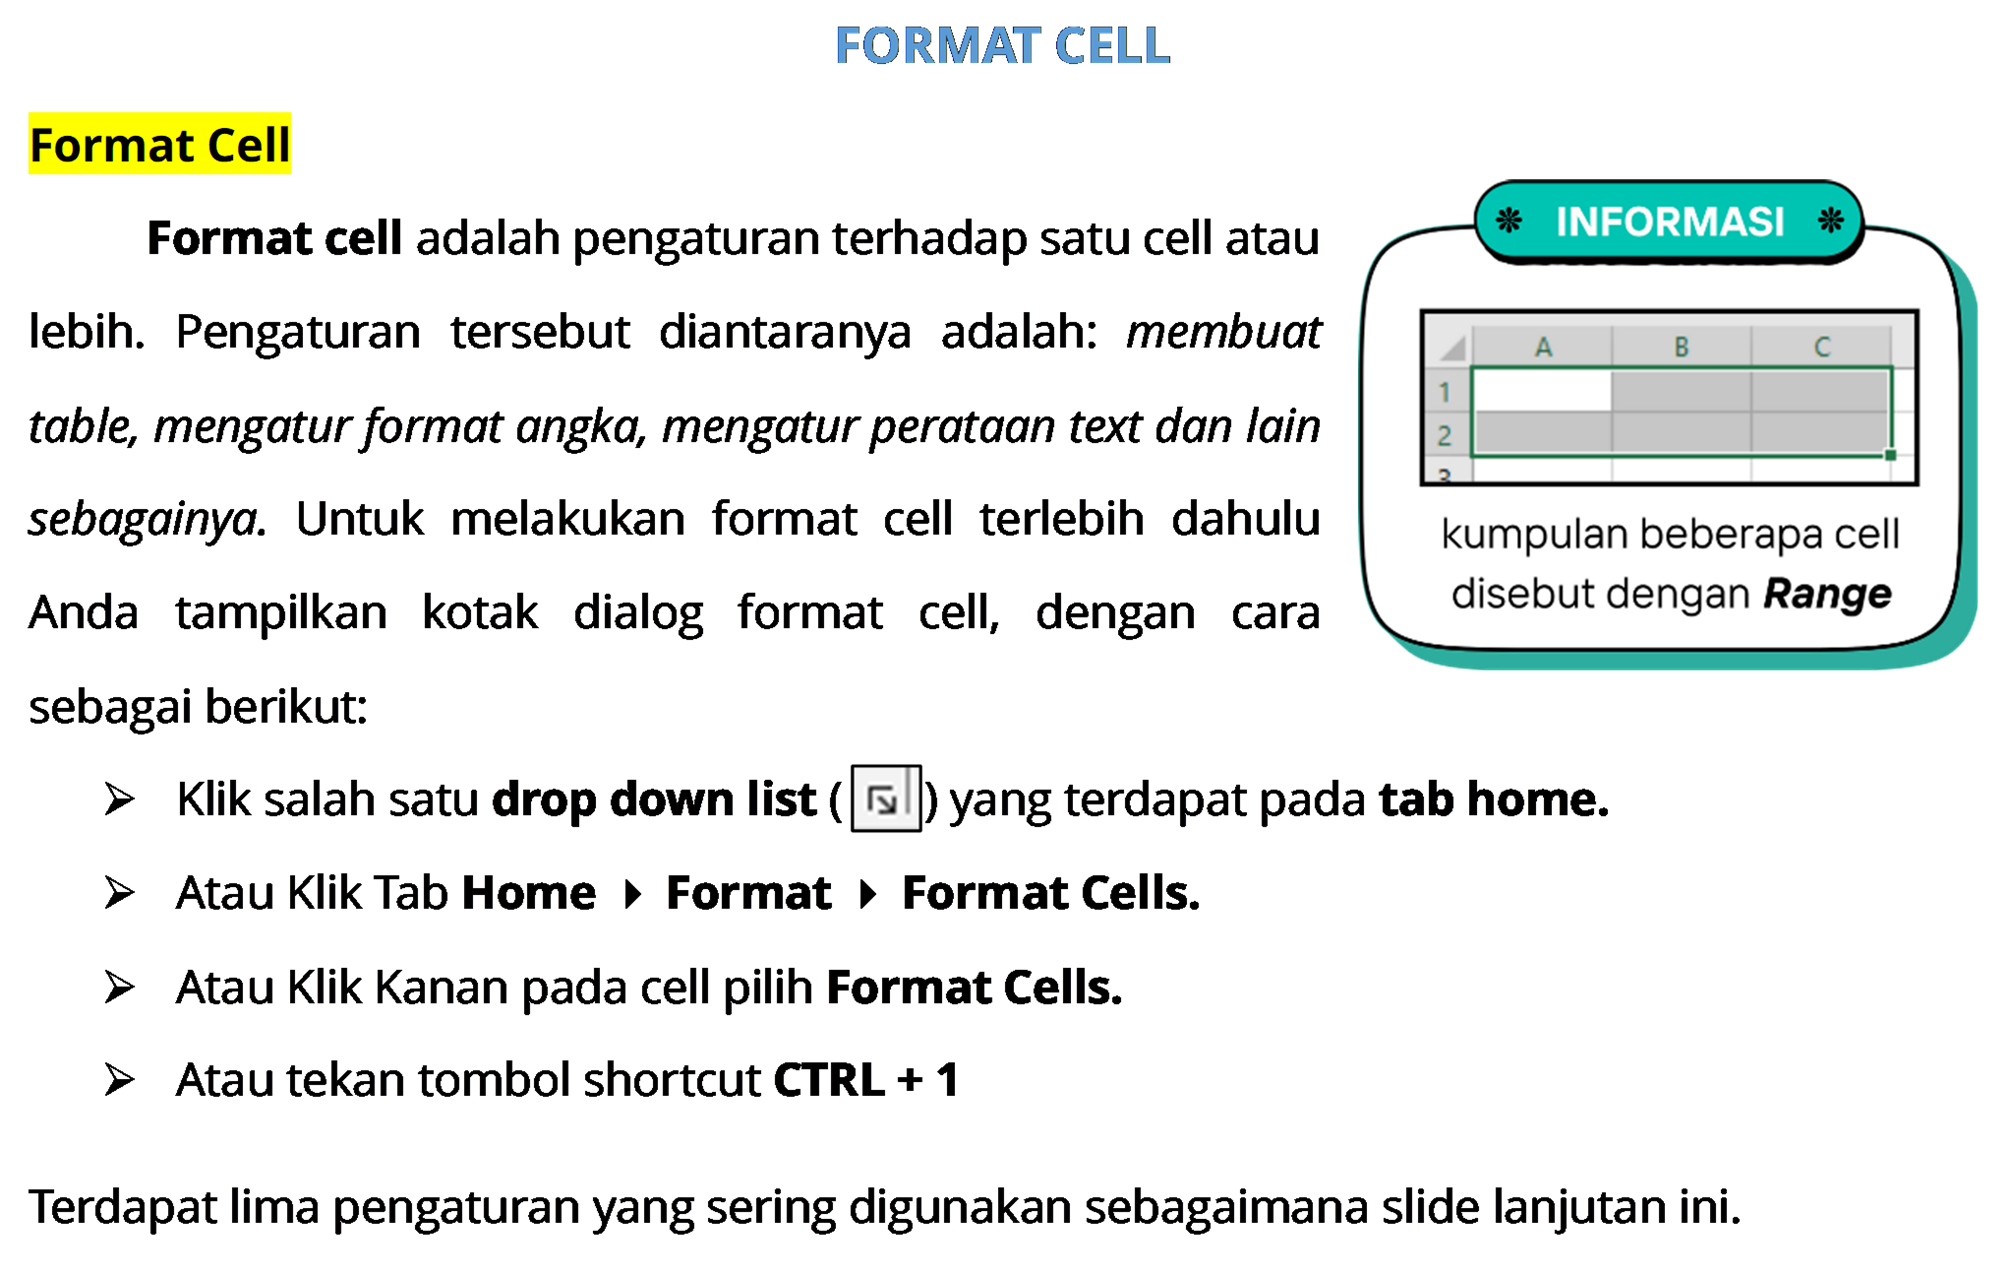 FORMAT CELL
Format Cell
Format cell adalah pengaturan terhadap satu cell atau
lebih. Pengaturan tersebut diantaranya adalah: membuat
table, mengatur format angka, mengatur perataan text dan lain
sebagainya. Untuk melakukan format cell terlebih dahulu
Anda tampilkan kotak dialog format cell, dengan cara
sebagai berikut:
INFORMASI
A B C
1
2
3
kumpulan beberapa cell
disebut dengan Range
➢ Klik salah satu drop down list ( ) yang terdapat pada tab home.
➢ Atau Klik Tab Home ▸ Format ▸ Format Cells.
➢ Atau Klik Kanan pada cell pilih Format Cells.
➢ Atau tekan tombol shortcut CTRL + 1
Terdapat lima pengaturan yang sering digunakan sebagaimana slide lanjutan ini.